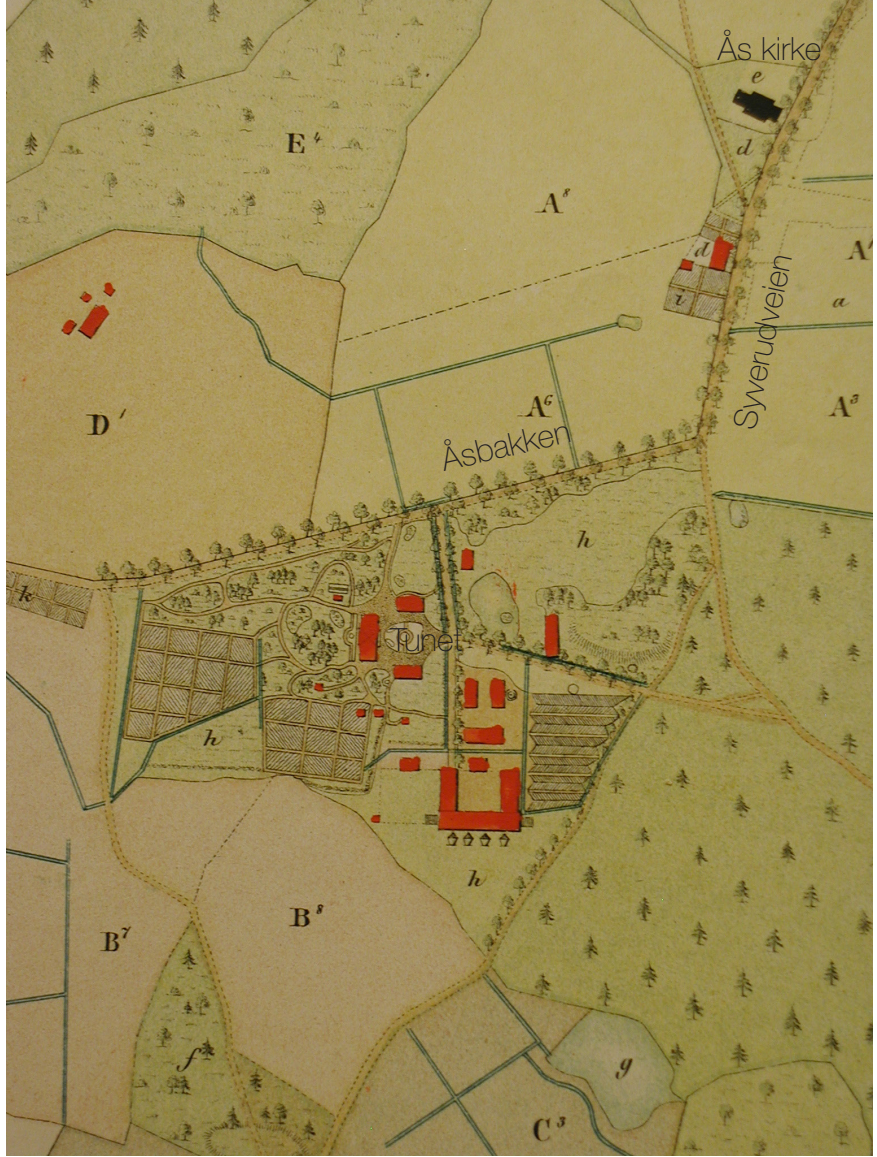 Ås kirke
e
E⁴
d
A⁸
d
A
i
a
Syverudveien
A⁶
A³
D¹
Åsbakken
h
k
Tunet
h
h
B⁸
B⁷
f
g
C³